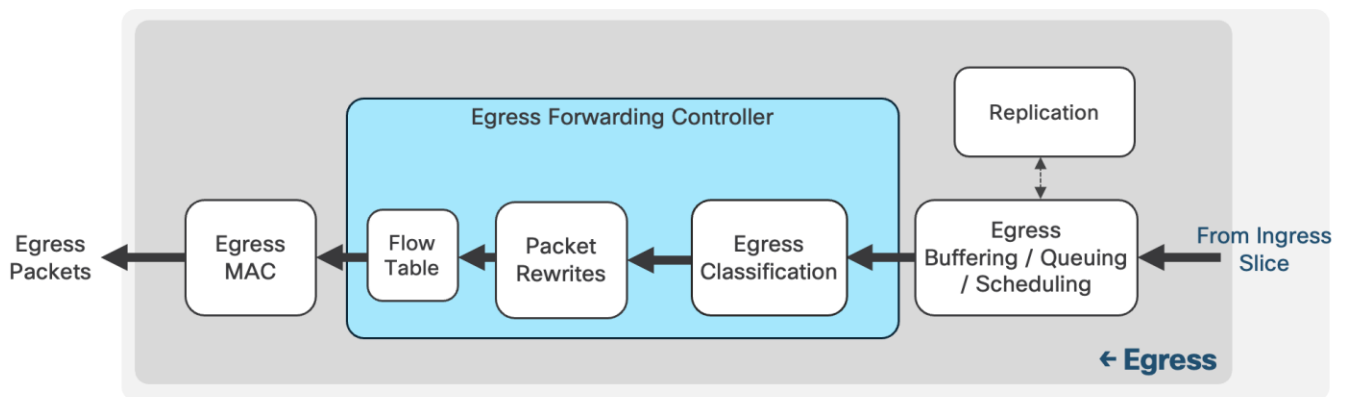 Replication
Egress Forwarding Controller
Egress
Packets
Egress
MAC
Flow
Table
Packet
Rewrites
Egress
Classification
Egress
Buffering / Queuing
/ Scheduling
From Ingress
Slice
← Egress